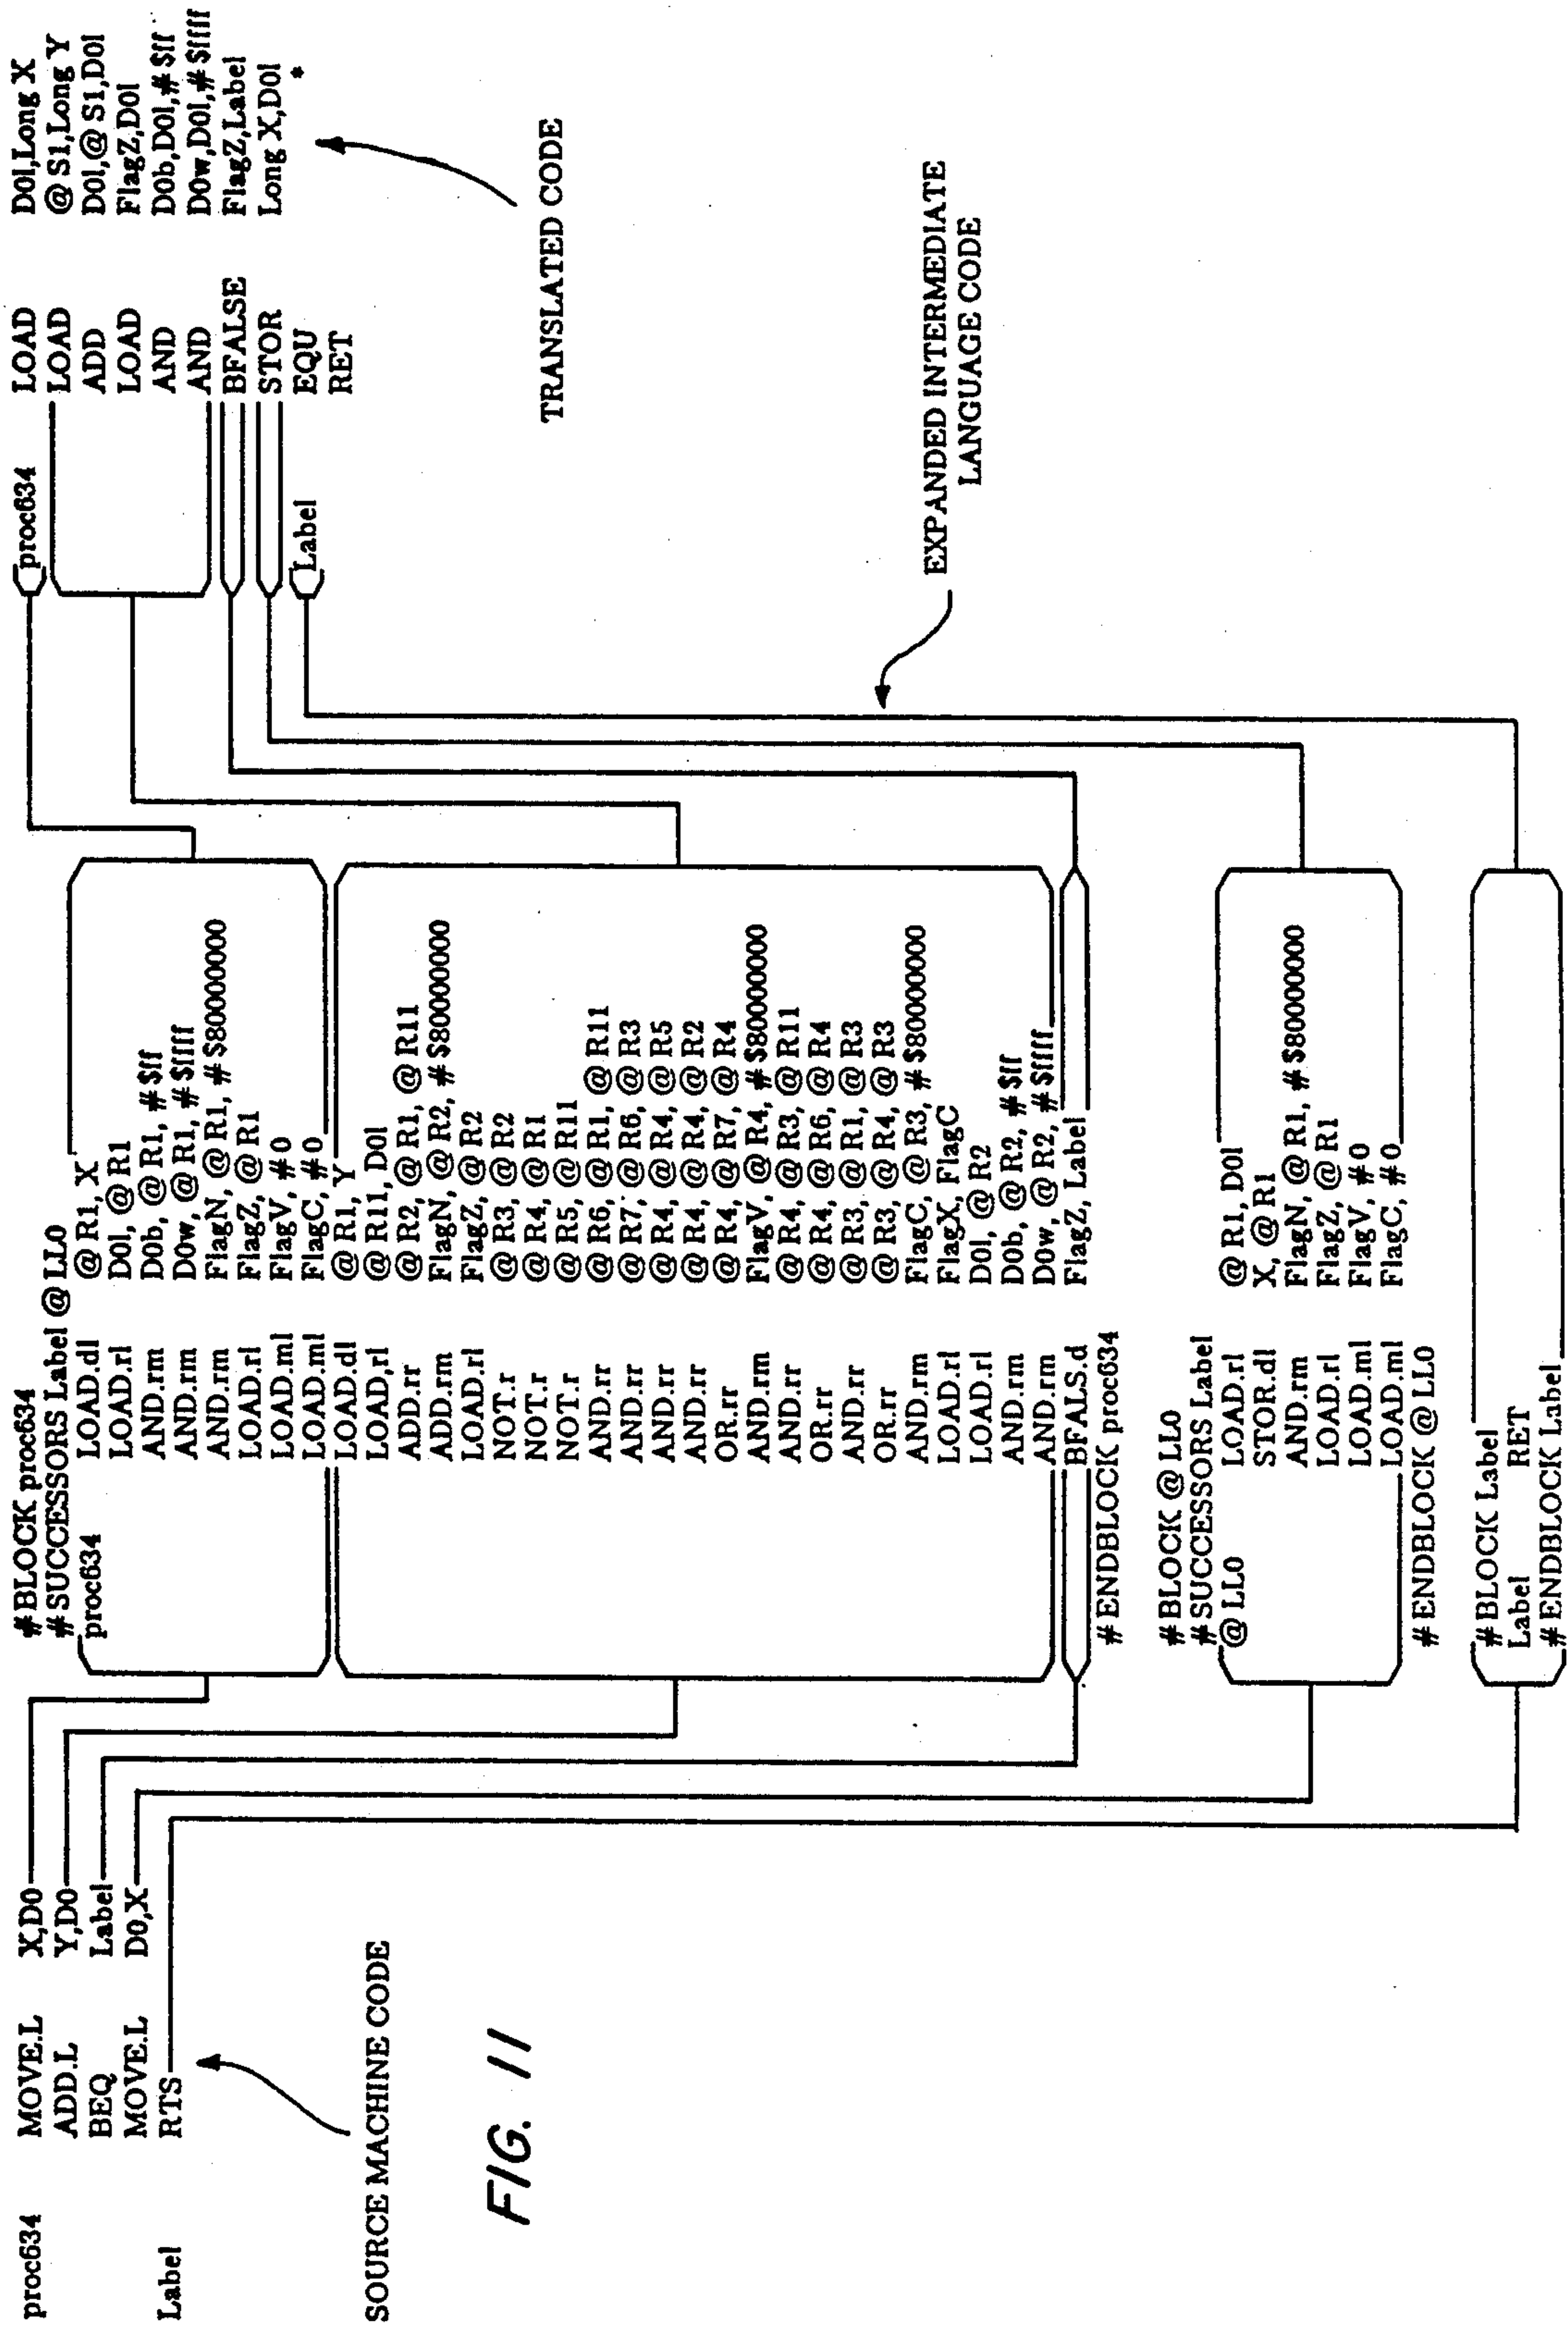 proc634 MOVE.L X,D0
ADD.L Y,D0
BEQ Label
MOVE.L D0,X
Label RTS
SOURCE MACHINE CODE
FIG. 11
#BLOCK proc634
#SUCCESSORS Label @LL0
proc634 LOAD.dl @R1, X
LOAD.rl D0l, @R1
AND.rm D0b, @R1, #$ff
AND.rm D0w, @R1, #$ffff
AND.rm FlagN, @R1, #$80000000
LOAD.rl FlagZ, @R1
LOAD.ml FlagV, #0
LOAD.ml FlagC, #0
LOAD.dl @R1, Y
LOAD,rl @R11, D0l
ADD.rr @R2, @R1, @R11
ADD.rm FlagN, @R2, #$80000000
LOAD.rl FlagZ, @R2
NOT.r @R3, @R2
NOT.r @R4, @R1
NOT.r @R5, @R11
AND.rr @R6, @R1, @R11
AND.rr @R7, @R6, @R3
AND.rr @R4, @R4, @R5
AND.rr @R4, @R4, @R2
OR.rr @R4, @R7, @R4
AND.rm FlagV, @R4, #$80000000
AND.rr @R4, @R3, @R11
OR.rr @R4, @R6, @R4
AND.rr @R3, @R1, @R3
OR.rr @R3, @R4, @R3
AND.rm FlagC, @R3, #$80000000
LOAD.rl FlagX, FlagC
LOAD.rl D0l, @R2
AND.rm D0b, @R2, #$ff
AND.rm D0w, @R2, #$ffff
BFALS.d FlagZ, Label
#ENDBLOCK proc634
#BLOCK @LL0
#SUCCESSORS Label
@LL0 LOAD.rl @R1, D0l
STOR.dl X, @R1
AND.rm FlagN, @R1, #$80000000
LOAD.rl FlagZ, @R1
LOAD.ml FlagV, #0
LOAD.ml FlagC, #0
#ENDBLOCK @LL0
#BLOCK Label
Label RET
#ENDBLOCK Label
EXPANDED INTERMEDIATE
LANGUAGE CODE
proc634 LOAD D0l,Long X
LOAD @S1,Long Y
ADD D0l,@S1,D0l
LOAD FlagZ,D0l
AND D0b,D0l,#$ff
AND D0w,D0l,#$ffff
BFALSE FlagZ,Label
STOR Long X,D0l
Label EQU *
RET
TRANSLATED CODE